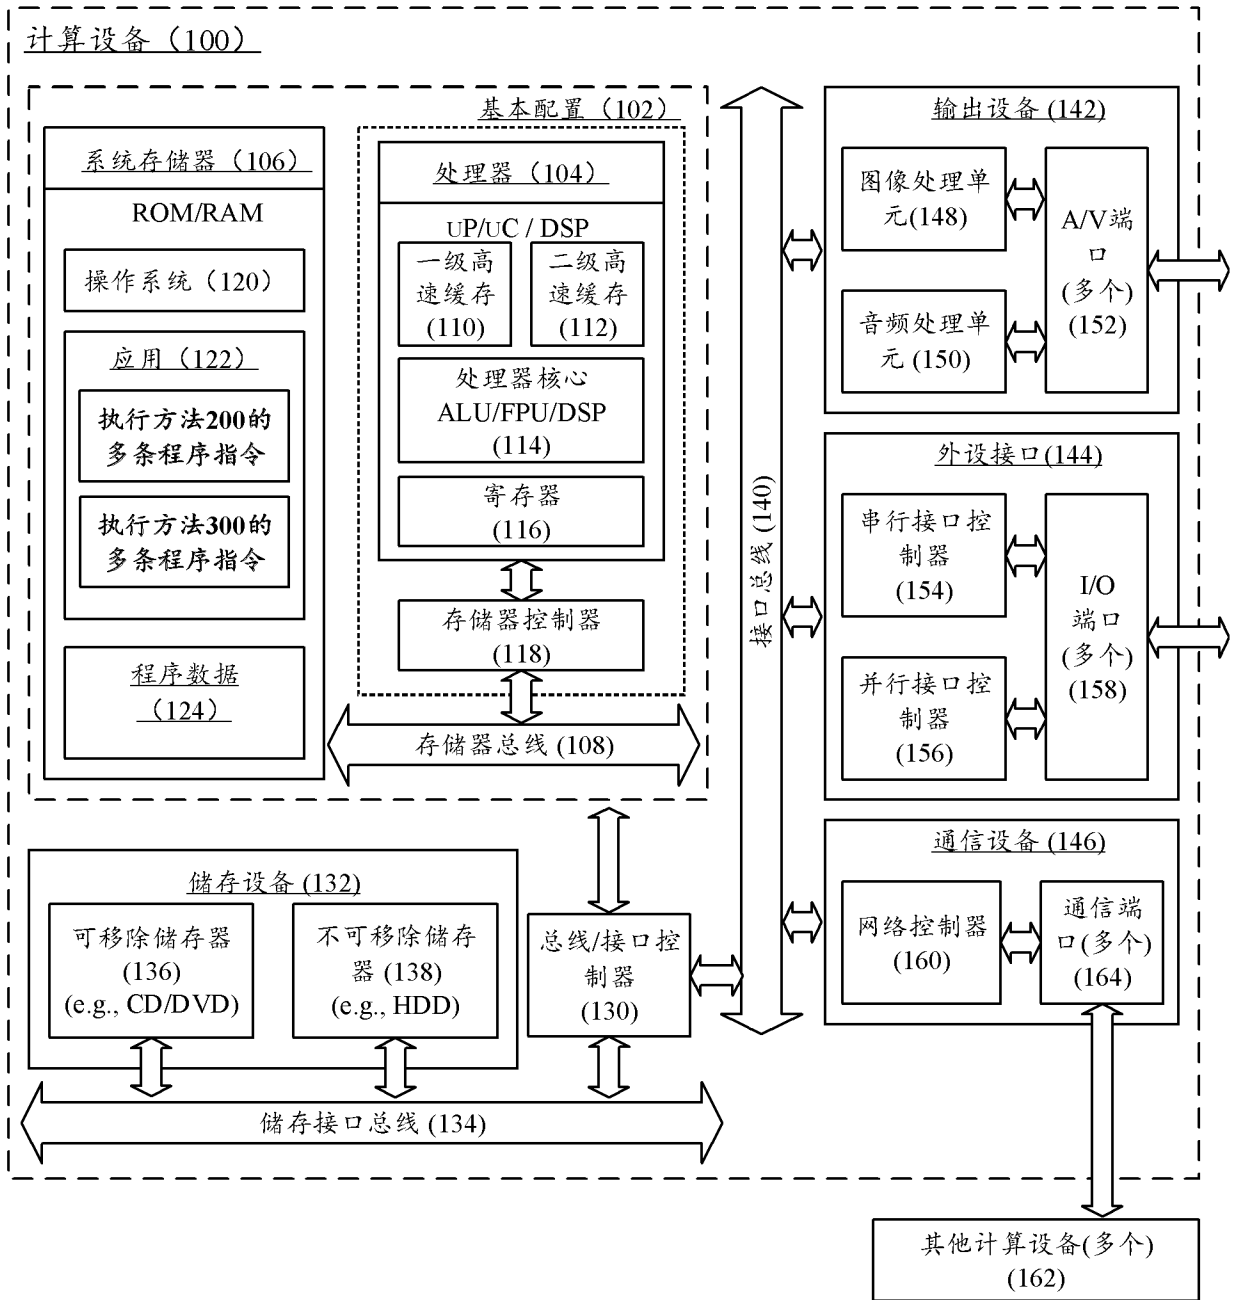 计算设备（100）
基本配置（102）
系统存储器（106）
ROM/RAM
操作系统（120）
应用（122）
执行方法200的
多条程序指令
执行方法300的
多条程序指令
程序数据
（124）
处理器（104）
UP/UC / DSP
一级高
速缓存
(110)
二级高
速缓存
(112)
处理器核心
ALU/FPU/DSP
(114)
寄存器
(116)
存储器控制器
(118)
存储器总线 (108)
接口总线 (140)
输出设备 (142)
图像处理单
元(148)
音频处理单
元 (150)
A/V端
口
(多个)
(152)
外设接口(144)
串行接口控
制器
(154)
并行接口控
制器
(156)
I/O
端口
(多个)
(158)
通信设备 (146)
网络控制器
(160)
通信端
口(多个)
(164)
储存设备 (132)
可移除储存器
(136)
(e.g., CD/DVD)
不可移除储存
器 (138)
(e.g., HDD)
总线/接口控
制器
(130)
储存接口总线 (134)
其他计算设备(多个)
(162)